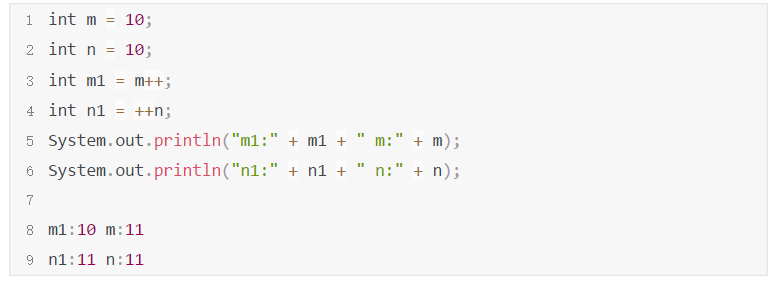 1 int m = 10;
2 int n = 10;
3 int m1 = m++;
4 int n1 = ++n;
5 System.out.println("m1:" + m1 + " m:" + m);
6 System.out.println("n1:" + n1 + " n:" + n);
7
8 m1:10 m:11
9 n1:11 n:11